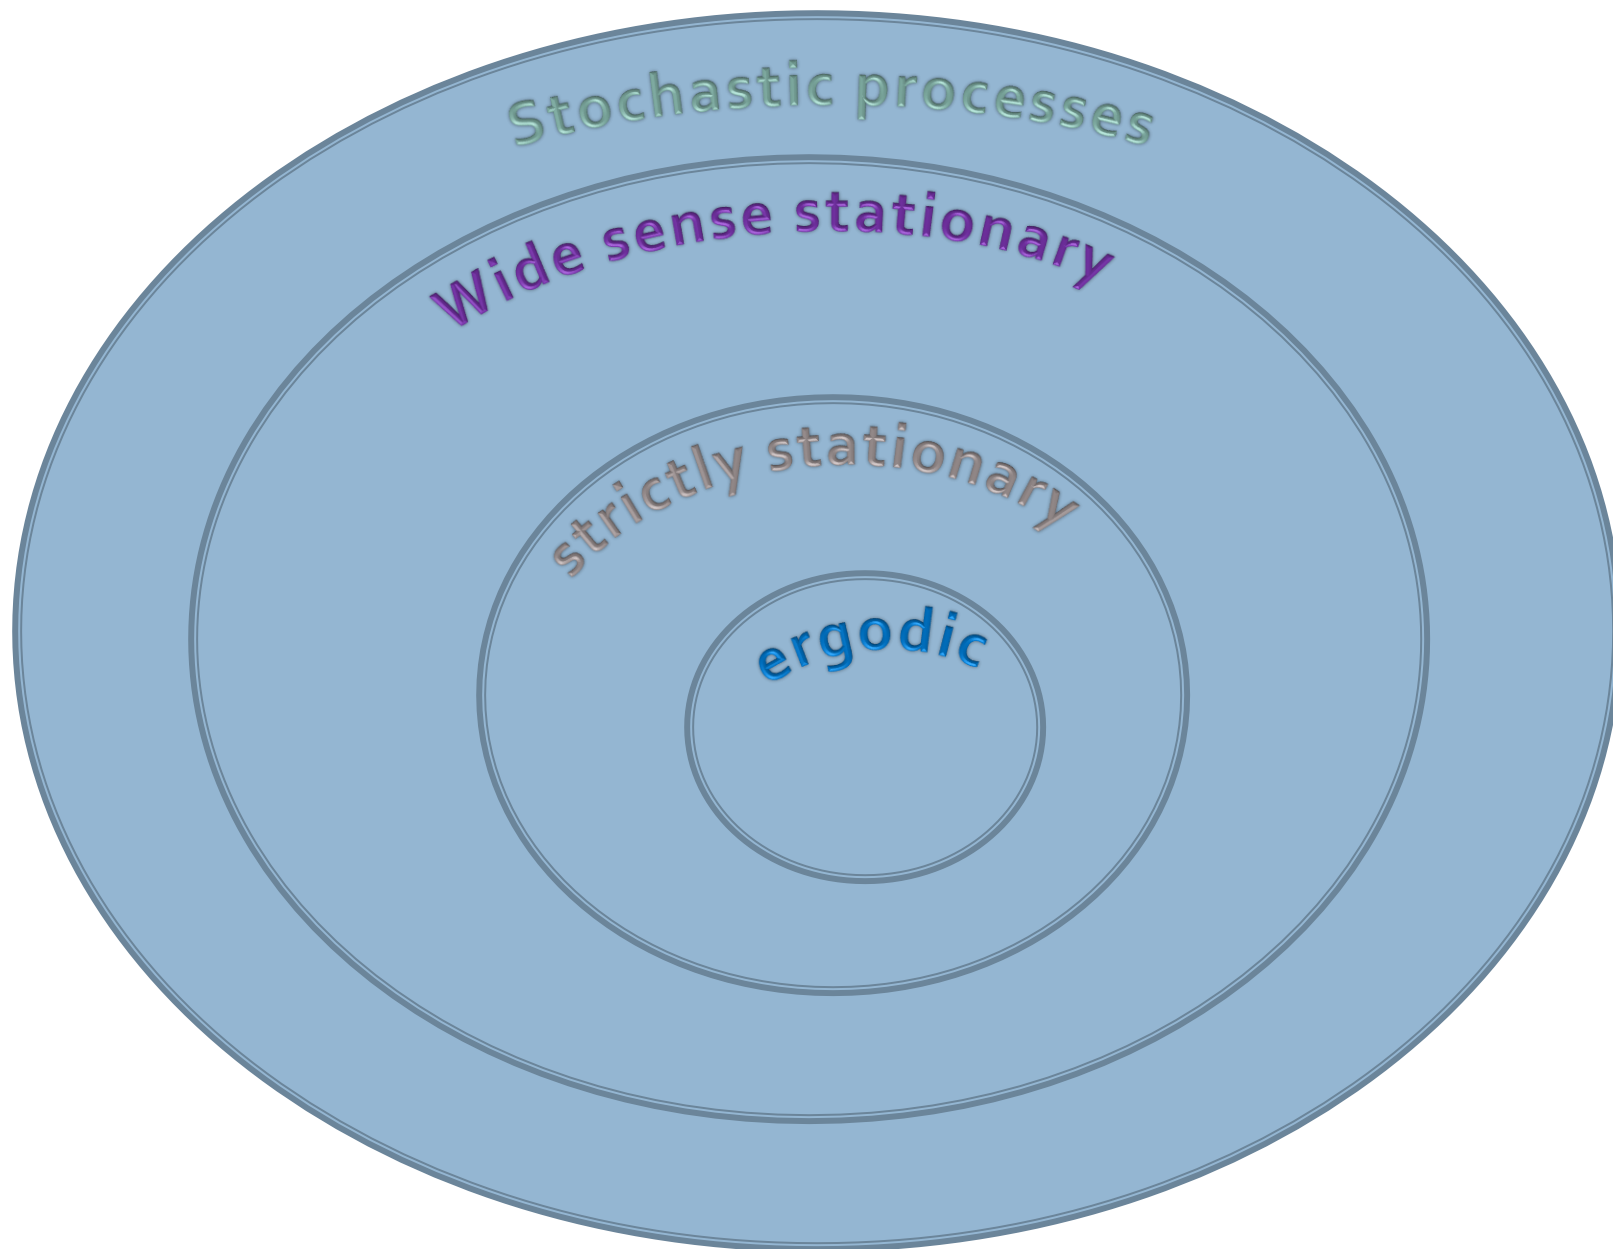 Stochastic processes
Wide sense stationary
strictly stationary
ergodic